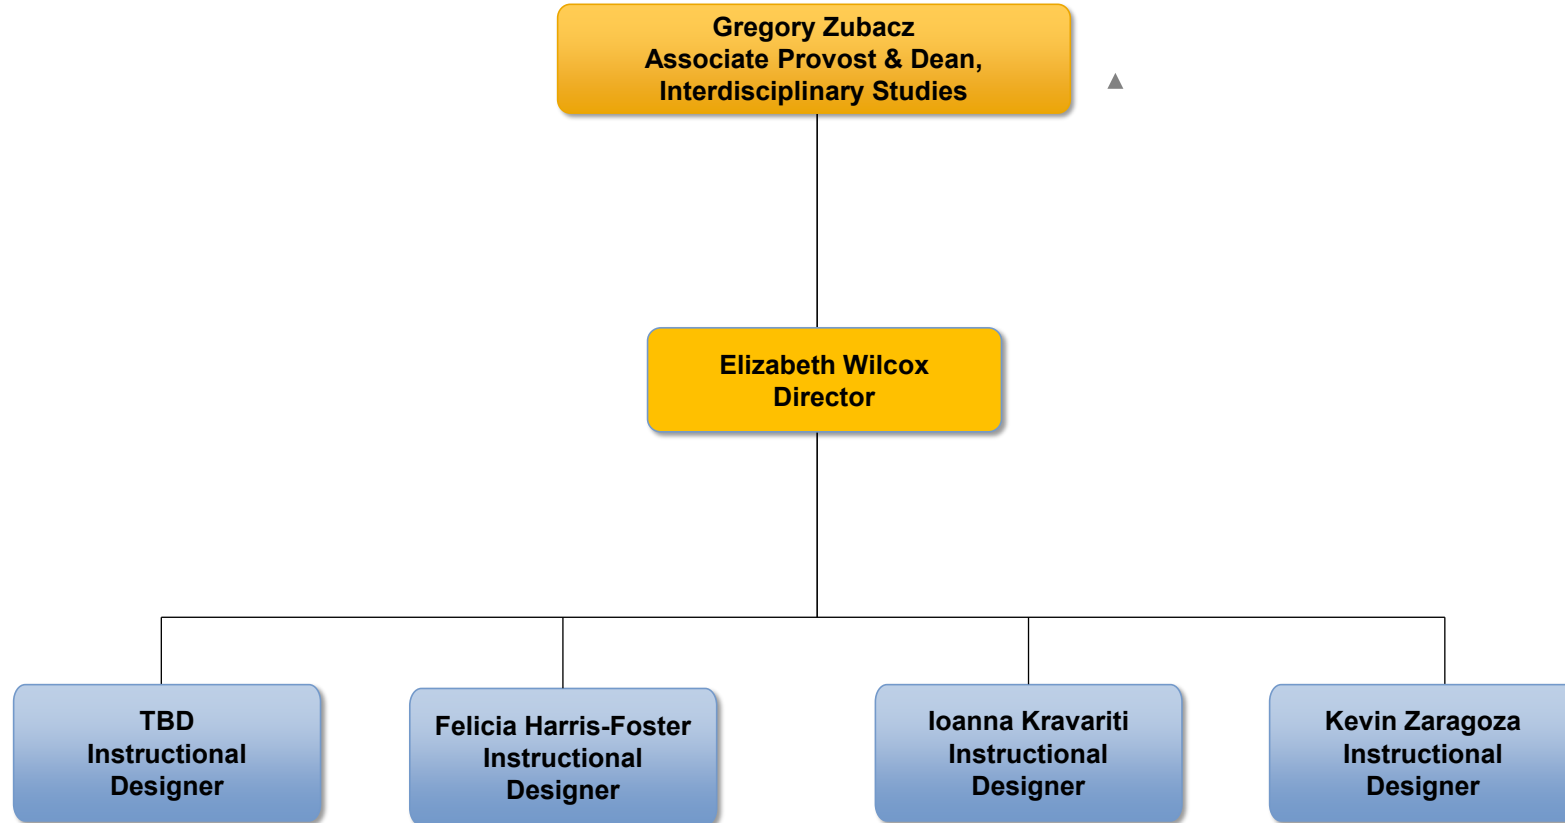 Gregory Zubacz
Associate Provost & Dean,
Interdisciplinary Studies
Elizabeth Wilcox
Director
TBD
Instructional
Designer
Felicia Harris-Foster
Instructional
Designer
Ioanna Kravariti
Instructional
Designer
Kevin Zaragoza
Instructional
Designer